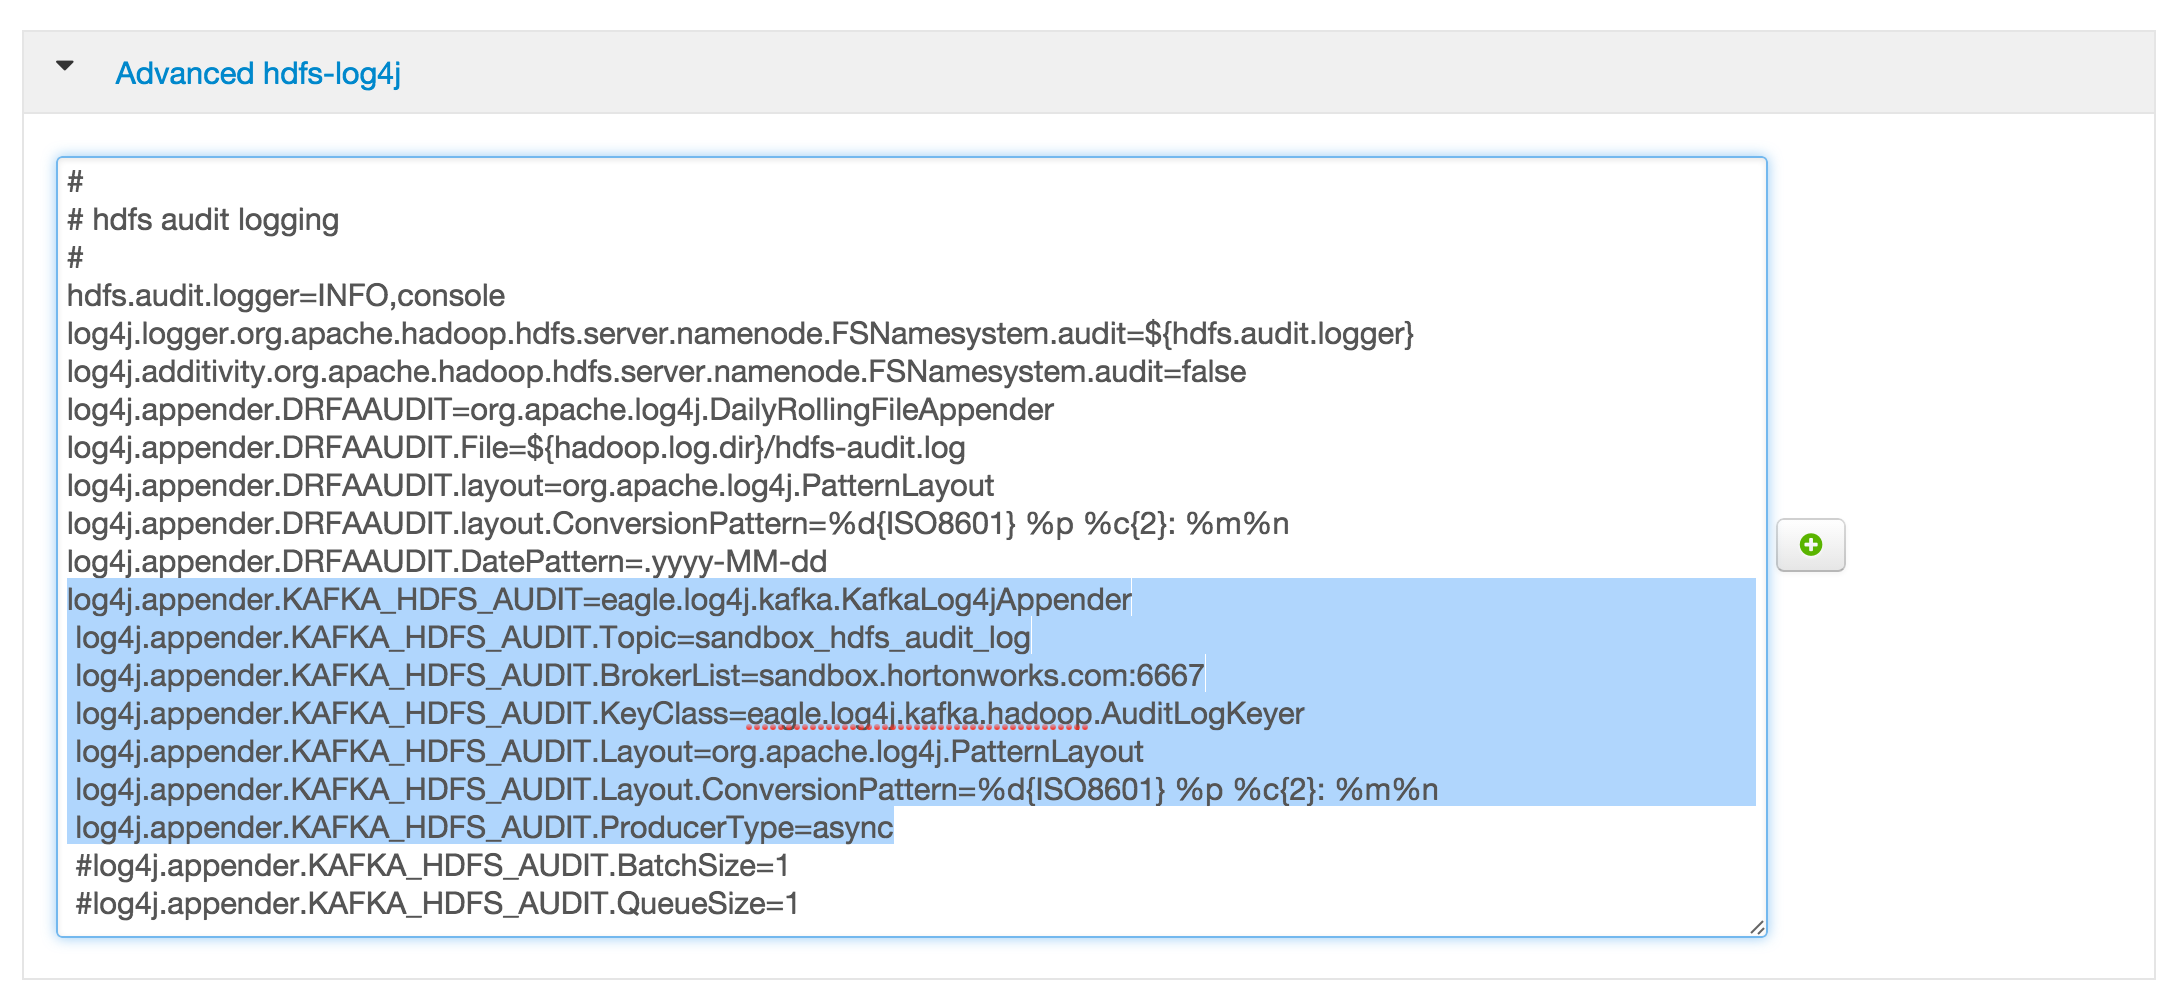 Advanced hdfs-log4j
#
# hdfs audit logging
#
hdfs.audit.logger=INFO,console
log4j.logger.org.apache.hadoop.hdfs.server.namenode.FSNamesystem.audit=${hdfs.audit.logger}
log4j.additivity.org.apache.hadoop.hdfs.server.namenode.FSNamesystem.audit=false
log4j.appender.DRFAAUDIT=org.apache.log4j.DailyRollingFileAppender
log4j.appender.DRFAAUDIT.File=${hadoop.log.dir}/hdfs-audit.log
log4j.appender.DRFAAUDIT.layout=org.apache.log4j.PatternLayout
log4j.appender.DRFAAUDIT.layout.ConversionPattern=%d{ISO8601} %p %c{2}: %m%n
log4j.appender.DRFAAUDIT.DatePattern=.yyyy-MM-dd
log4j.appender.KAFKA_HDFS_AUDIT=eagle.log4j.kafka.KafkaLog4jAppender
log4j.appender.KAFKA_HDFS_AUDIT.Topic=sandbox_hdfs_audit_log
log4j.appender.KAFKA_HDFS_AUDIT.BrokerList=sandbox.hortonworks.com:6667
log4j.appender.KAFKA_HDFS_AUDIT.KeyClass=eagle.log4j.kafka.hadoop.AuditLogKeyer
log4j.appender.KAFKA_HDFS_AUDIT.Layout=org.apache.log4j.PatternLayout
log4j.appender.KAFKA_HDFS_AUDIT.Layout.ConversionPattern=%d{ISO8601} %p %c{2}: %m%n
log4j.appender.KAFKA_HDFS_AUDIT.ProducerType=async
#log4j.appender.KAFKA_HDFS_AUDIT.BatchSize=1
#log4j.appender.KAFKA_HDFS_AUDIT.QueueSize=1